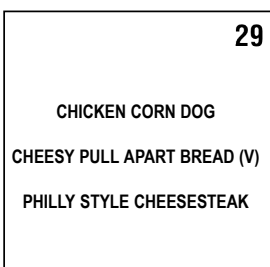 29
CHICKEN CORN DOG
CHEESY PULL APART BREAD (V)
PHILLY STYLE CHEESESTEAK